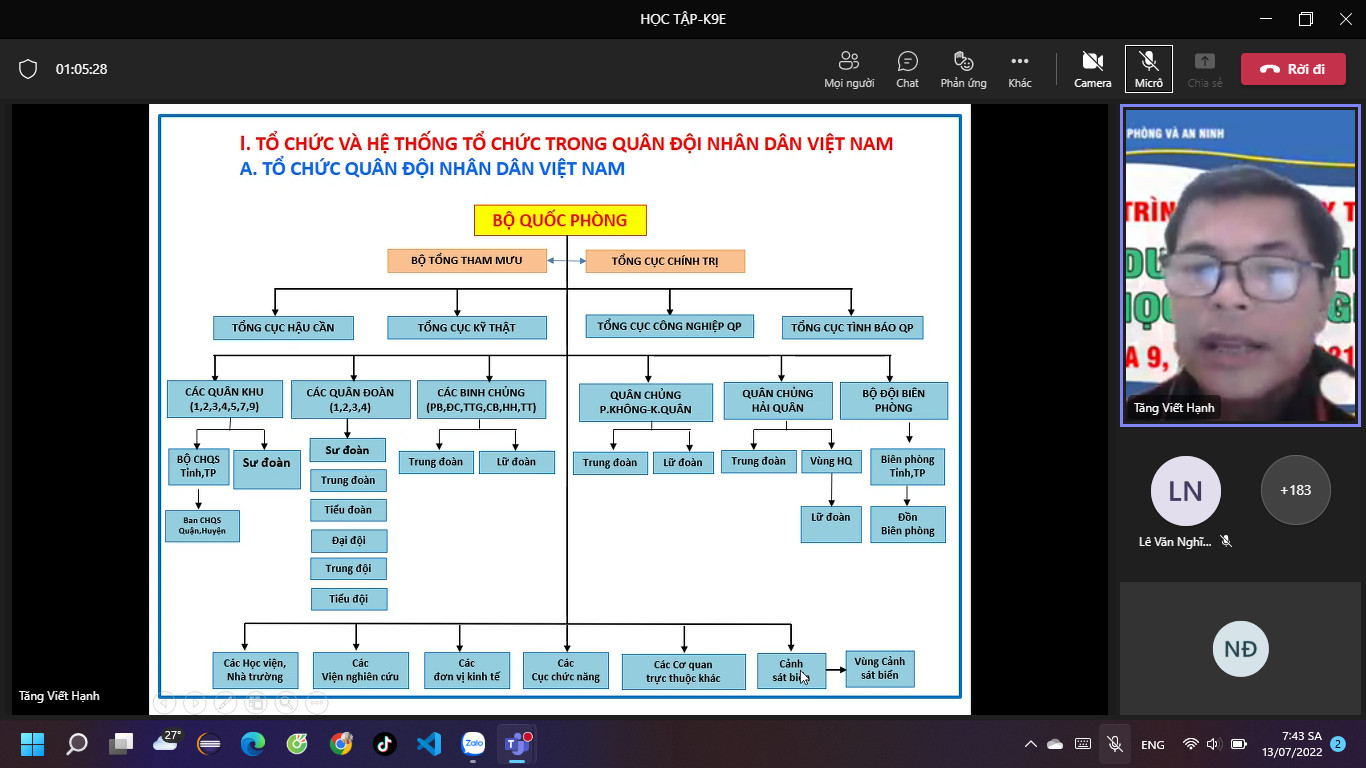 HỌC TẬP-K9E
01:05:28
Mọi người
Chat
Phản ứng
Khác
Camera
Micrô
Chia sẻ
Rời đi
I. TỔ CHỨC VÀ HỆ THỐNG TỔ CHỨC TRONG QUÂN ĐỘI NHÂN DÂN VIỆT NAM
A. TỔ CHỨC QUÂN ĐỘI NHÂN DÂN VIỆT NAM
BỘ QUỐC PHÒNG
BỘ TỔNG THAM MƯU
TỔNG CỤC CHÍNH TRỊ
TỔNG CỤC HẬU CẦN
TỔNG CỤC KỸ THẬT
TỔNG CỤC CÔNG NGHIỆP QP
TỔNG CỤC TÌNH BÁO QP
CÁC QUÂN KHU
(1,2,3,4,5,7,9)
CÁC QUÂN ĐOÀN
(1,2,3,4)
CÁC BINH CHỦNG
(PB,ĐC,TTG,CB,HH,TT)
QUÂN CHỦNG
P.KHÔNG-K.QUÂN
QUÂN CHỦNG
HẢI QUÂN
BỘ ĐỘI BIÊN
PHÒNG
BỘ CHQS
Tỉnh,TP
Sư đoàn
Sư đoàn
Trung đoàn
Lữ đoàn
Trung đoàn
Lữ đoàn
Trung đoàn
Vùng HQ
Biên phòng
Tỉnh,TP
Ban CHQS
Quận,Huyện
Trung đoàn
Tiểu đoàn
Đại đội
Trung đội
Tiểu đội
Lữ đoàn
Đồn
Biên phòng
Các Học viện,
Nhà trường
Các
Viện nghiên cứu
Các
đơn vị kinh tế
Các
Cục chức năng
Các Cơ quan
trực thuộc khác
Cảnh
sát biển
Vùng Cảnh
sát biển
Tăng Viết Hạnh
PHÒNG VÀ AN NINH
Tăng Viết Hạnh
LN
+183
Lê Văn Nghĩ...
NĐ
27°
Zalo
ENG
7:43 SA
13/07/2022
2